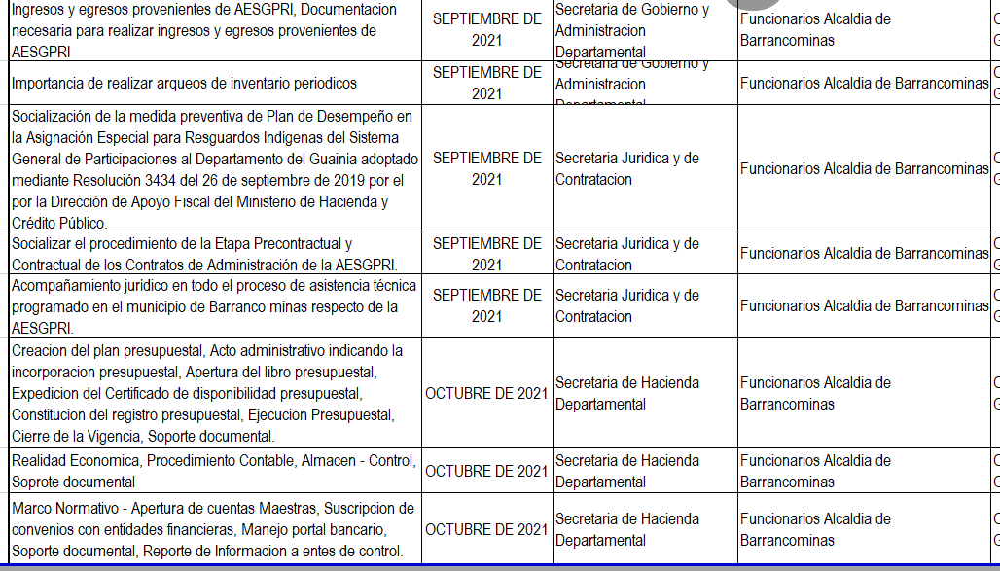 Ingresos y egresos provenientes de AESGPRI, Documentacion
necesaria para realizar ingresos y egresos provenientes de
AESGPRI
SEPTIEMBRE DE
2021
Secretaria de Gobierno y
Administracion
Departamental
Funcionarios Alcaldia de
Barrancominas
Importancia de realizar arqueos de inventario periodicos
SEPTIEMBRE DE
2021
Secretaria de Gobierno y
Administracion
Departamental
Funcionarios Alcaldia de Barrancominas
Socialización de la medida preventiva de Plan de Desempeño en
la Asignación Especial para Resguardos Indigenas del Sistema
General de Participaciones al Departamento del Guainia adoptado
mediante Resolución 3434 del 26 de septiembre de 2019 por el
por la Dirección de Apoyo Fiscal del Ministerio de Hacienda y
Crédito Público.
SEPTIEMBRE DE
2021
Secretaria Juridica y de
Contratacion
Funcionarios Alcaldia de Barrancominas
Socializar el procedimiento de la Etapa Precontractual y
Contractual de los Contratos de Administración de la AESGPRI.
SEPTIEMBRE DE
2021
Secretaria Juridica y de
Contratacion
Funcionarios Alcaldia de Barrancominas
Acompañamiento jurídico en todo el proceso de asistencia técnica
programado en el municipio de Barranco minas respecto de la
AESGPRI.
SEPTIEMBRE DE
2021
Secretaria Juridica y de
Contratacion
Funcionarios Alcaldia de Barrancominas
Creacion del plan presupuestal, Acto administrativo indicando la
incorporacion presupuestal, Apertura del libro presupuestal,
Expedicion del Certificado de disponibilidad presupuestal,
Constitucion del registro presupuestal, Ejecucion Presupuestal,
Cierre de la Vigencia, Soporte documental.
OCTUBRE DE 2021
Secretaria de Hacienda
Departamental
Funcionarios Alcaldia de
Barrancominas
Realidad Economica, Procedimiento Contable, Almacen - Control,
Soprote documental
OCTUBRE DE 2021
Secretaria de Hacienda
Departamental
Funcionarios Alcaldia de
Barrancominas
Marco Normativo - Apertura de cuentas Maestras, Suscripcion de
convenios con entidades financieras, Manejo portal bancario,
Soporte documental, Reporte de Informacion a entes de control.
OCTUBRE DE 2021
Secretaria de Hacienda
Departamental
Funcionarios Alcaldia de
Barrancominas